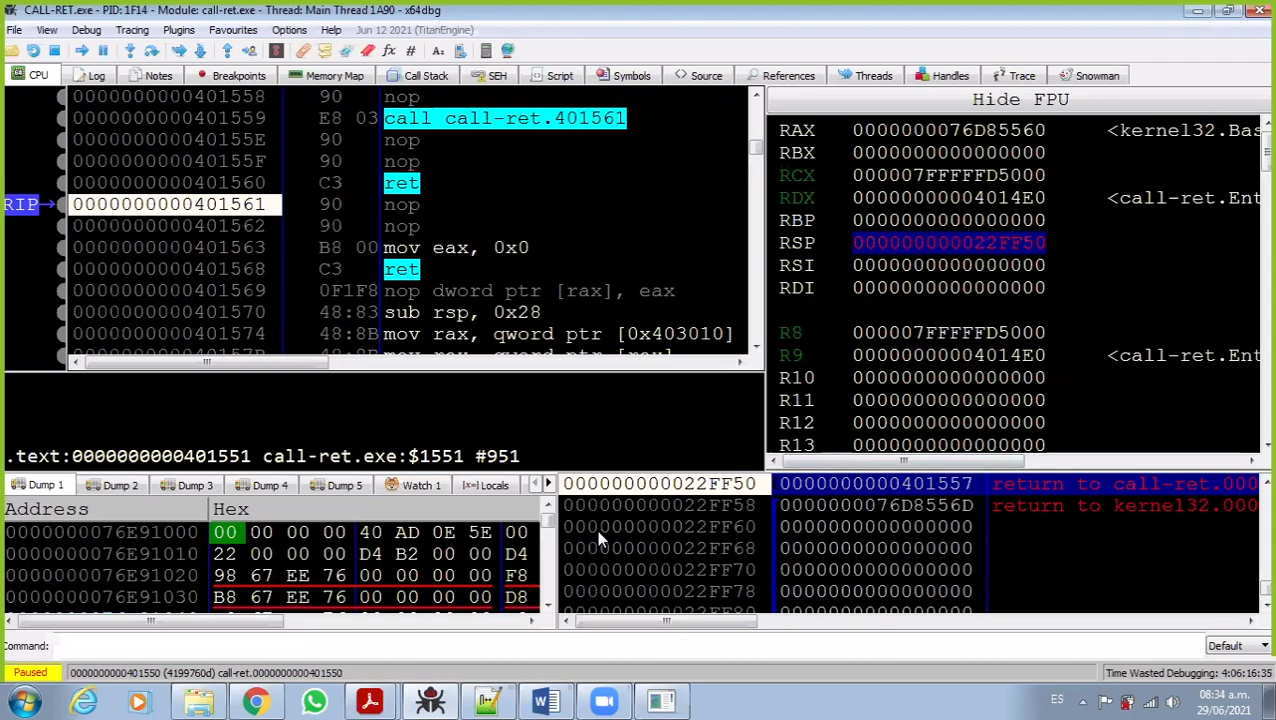 CALL-RET.exe - PID: 1F14 - Module: call-ret.exe - Thread: Main Thread 1A90 - x64dbg
File View Debug Tracing Plugins Favourites Options Help Jun 12 2021 (TitanEngine)
CPU Log Notes Breakpoints Memory Map Call Stack SEH Script Symbols Source References Threads Handles Trace Snowman
0000000000401558 90 nop
0000000000401559 E8 03 call call-ret.401561
000000000040155E 90 nop
000000000040155F 90 nop
0000000000401560 C3 ret
RIP 0000000000401561 90 nop
0000000000401562 90 nop
0000000000401563 B8 00 mov eax, 0x0
0000000000401568 C3 ret
0000000000401569 0F1F8 nop dword ptr [rax], eax
0000000000401570 48:83 sub rsp, 0x28
0000000000401574 48:8B mov rax, qword ptr [0x403010]
.text:0000000000401551 call-ret.exe:$1551 #951
Hide FPU
RAX 0000000076D85560 <kernel32.Bas
RBX 0000000000000000
RCX 000007FFFFFD5000
RDX 00000000004014E0 <call-ret.Ent
RBP 0000000000000000
RSP 000000000022FF50
RSI 0000000000000000
RDI 0000000000000000
R8 000007FFFFFD5000
R9 00000000004014E0 <call-ret.Ent
R10 0000000000000000
R11 0000000000000000
R12 0000000000000000
R13 0000000000000000
Dump 1 Dump 2 Dump 3 Dump 4 Dump 5 Watch 1 [x=] Locals
Address Hex
0000000076E91000 00 00 00 00 40 AD 0E 5E 00
0000000076E91010 22 00 00 00 D4 B2 00 00 D4
0000000076E91020 98 67 EE 76 00 00 00 00 F8
0000000076E91030 B8 67 EE 76 00 00 00 00 D8
000000000022FF50 0000000000401557 return to call-ret.000
000000000022FF58 0000000076D8556D return to kernel32.000
000000000022FF60 0000000000000000
000000000022FF68 0000000000000000
000000000022FF70 0000000000000000
000000000022FF78 0000000000000000
Command: Default
Paused 0000000000401550 (4199760d) call-ret.0000000000401550 Time Wasted Debugging: 4:06:16:35
ES 08:34 a.m.
29/06/2021